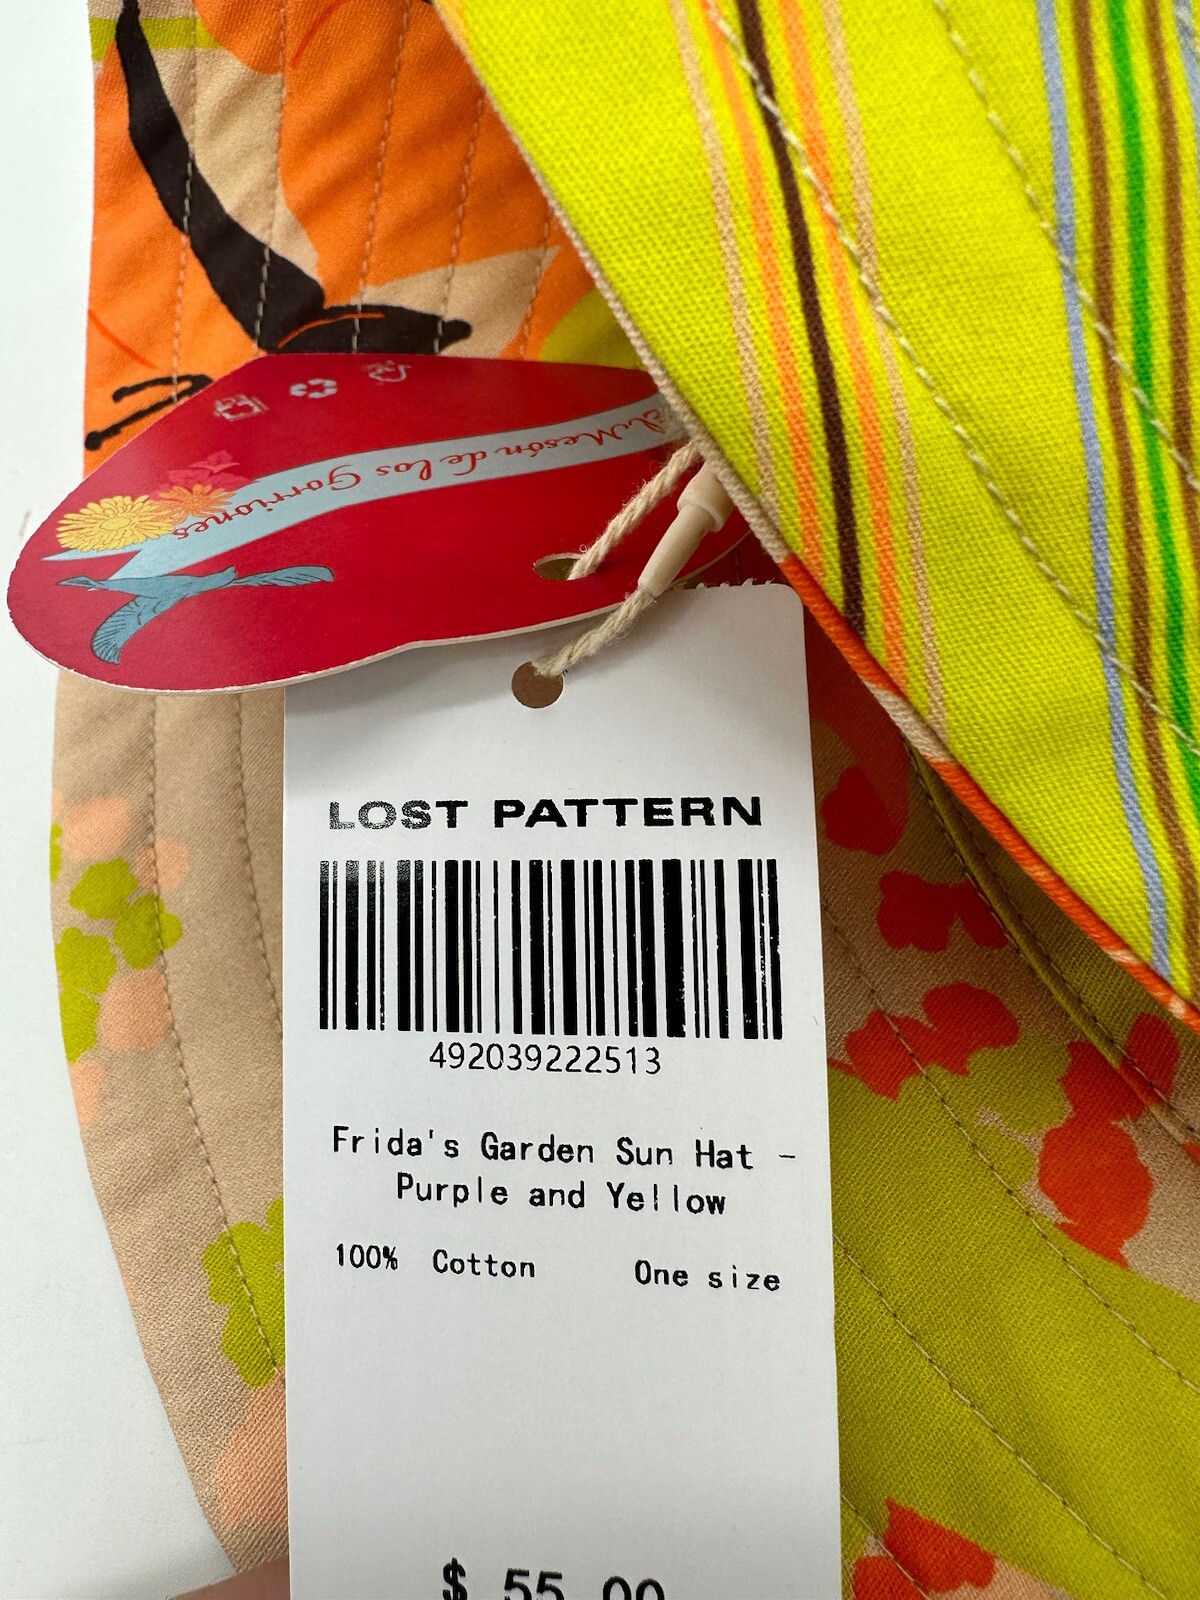 el Mesón de los Gorriones
LOST PATTERN
492039222513
Frida's Garden Sun Hat -
Purple and Yellow
100% Cotton One size
$ 55.00